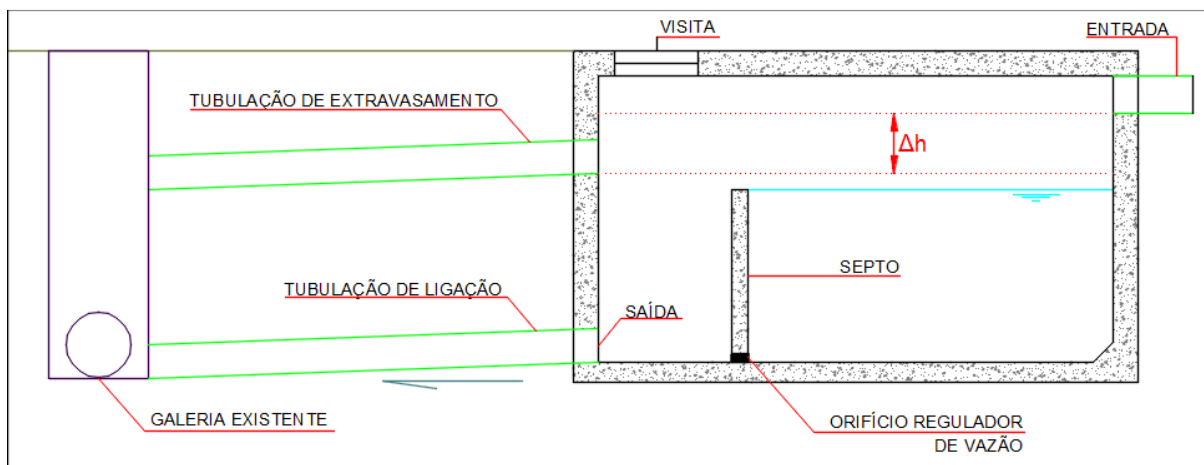 VISITA
ENTRADA
TUBULAÇÃO DE EXTRAVASAMENTO
Δh
SEPTO
TUBULAÇÃO DE LIGAÇÃO
SAÍDA
GALERIA EXISTENTE
ORIFÍCIO REGULADOR
DE VAZÃO